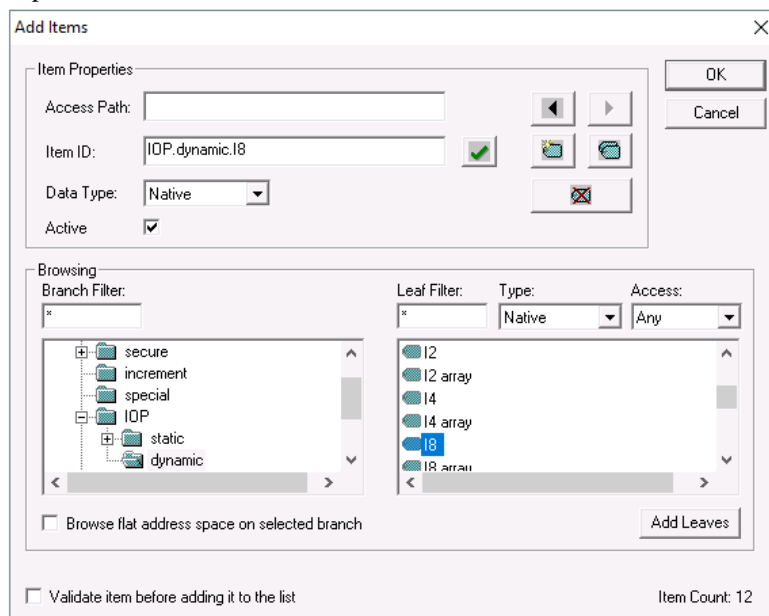 Add Items
Item Properties
OK
Access Path:
Cancel
Item ID: IOP.dynamic.I8
Data Type: Native
Active
Browsing
Branch Filter: Leaf Filter: Type: Access:
* * Native Any
secure I2
increment I2 array
special I4
IOP I4 array
static I8
dynamic I8 array
Browse flat address space on selected branch Add Leaves
Validate item before adding it to the list Item Count: 12